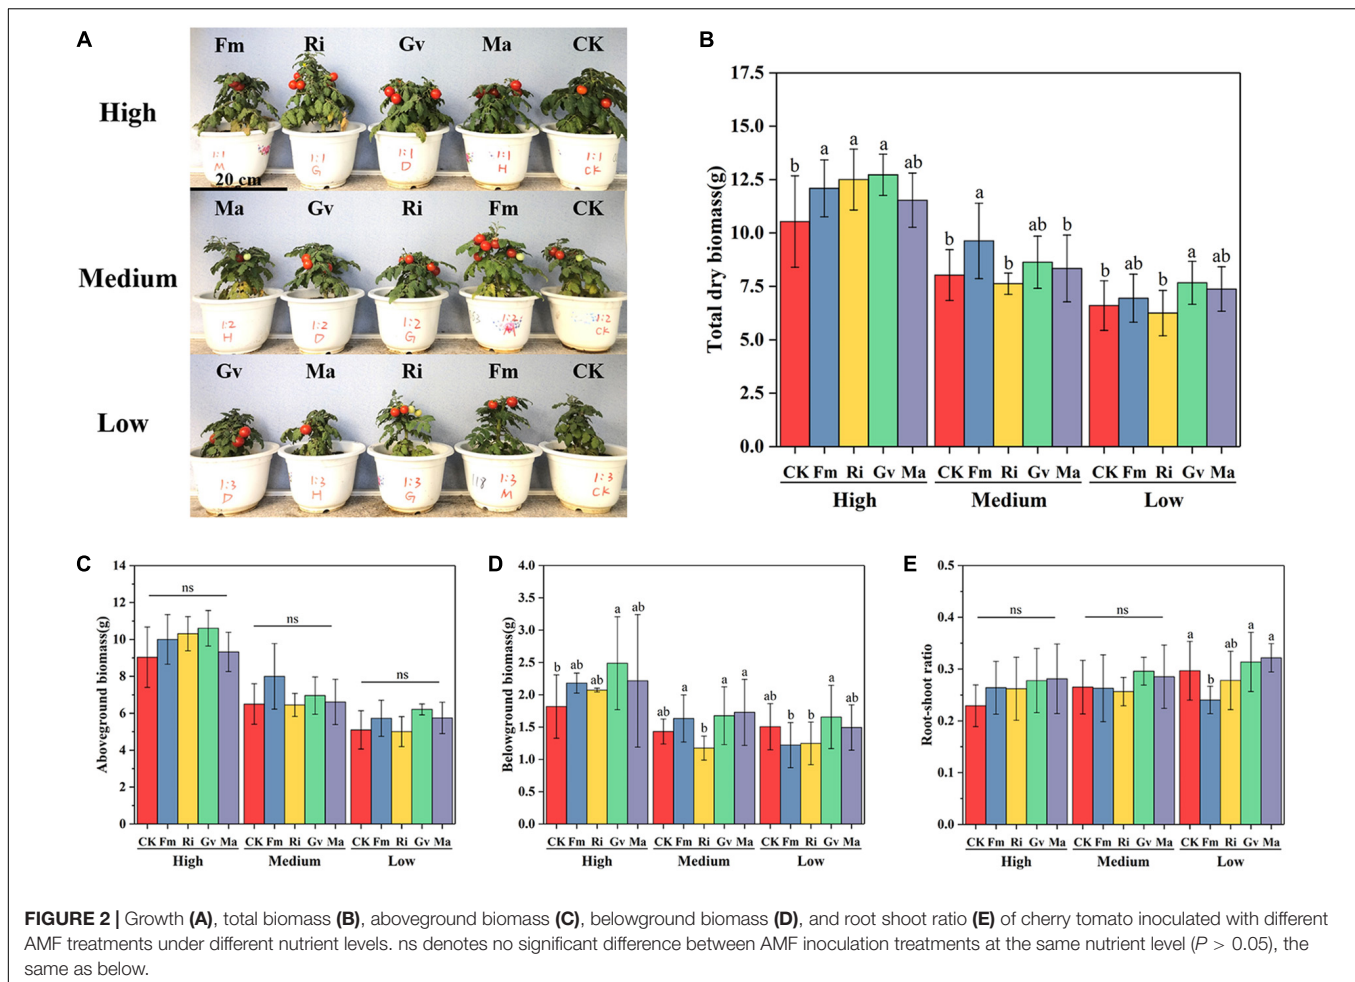 A
Fm Ri Gv Ma CK
High
1:1 M
1:1 G
1:1 D
1:1 H
1:1 CK
20 cm
Ma Gv Ri Fm CK
Medium
1:2 H
1:2 D
1:2 G
1:2 M
1:2 CK
Gv Ma Ri Fm CK
Low
1:3 D
1:3 H
1:3 G
118
1:3 M
1:3 CK
B
Total dry biomass(g)
17.5
15.0
12.5
10.0
7.5
5.0
2.5
0.0
b a a a ab
b a b ab b
b ab b a ab
CK Fm Ri Gv Ma CK Fm Ri Gv Ma CK Fm Ri Gv Ma
High Medium Low
C
Aboveground biomass(g)
14
12
10
8
6
4
2
0
ns ns ns
CK Fm Ri Gv Ma CK Fm Ri Gv Ma CK Fm Ri Gv Ma
High Medium Low
D
Belowground biomass(g)
4.0
3.5
3.0
2.5
2.0
1.5
1.0
0.5
0.0
b ab ab a ab
ab a b a a
ab b b a ab
CK Fm Ri Gv Ma CK Fm Ri Gv Ma CK Fm Ri Gv Ma
High Medium Low
E
Root-shoot ratio
0.5
0.4
0.3
0.2
0.1
0.0
ns ns
a b ab a a
CK Fm Ri Gv Ma CK Fm Ri Gv Ma CK Fm Ri Gv Ma
High Medium Low
FIGURE 2 | Growth (A), total biomass (B), aboveground biomass (C), belowground biomass (D), and root shoot ratio (E) of cherry tomato inoculated with different
AMF treatments under different nutrient levels. ns denotes no significant difference between AMF inoculation treatments at the same nutrient level (P > 0.05), the
same as below.